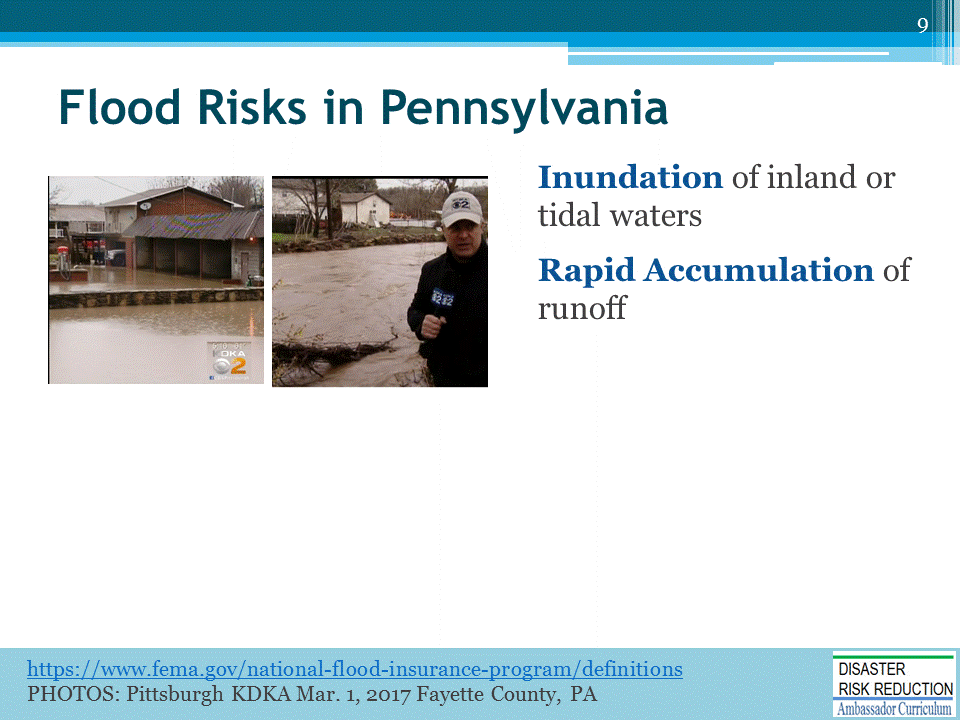 9
Flood Risks in Pennsylvania
Inundation of inland or
tidal waters
Rapid Accumulation of
runoff
KDKA
2
2
https://www.fema.gov/national-flood-insurance-program/definitions
PHOTOS: Pittsburgh KDKA Mar. 1, 2017 Fayette County, PA
DISASTER
RISK REDUCTION
Ambassador Curriculum